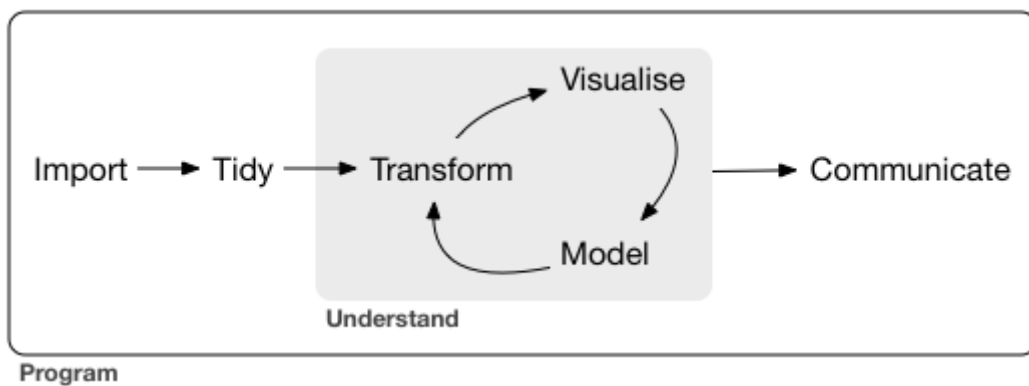 Visualise
Import
Tidy
Transform
Communicate
Model
Understand
Program